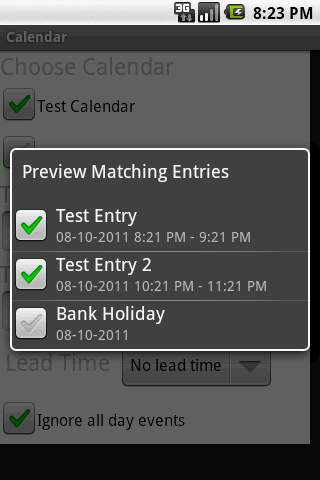 3G 8:23 PM
Calendar
Choose Calendar
Test Calendar
Preview Matching Entries
Test Entry
08-10-2011 8:21 PM - 9:21 PM
Test Entry 2
08-10-2011 10:21 PM - 11:21 PM
Bank Holiday
08-10-2011
Lead Time No lead time
Ignore all day events